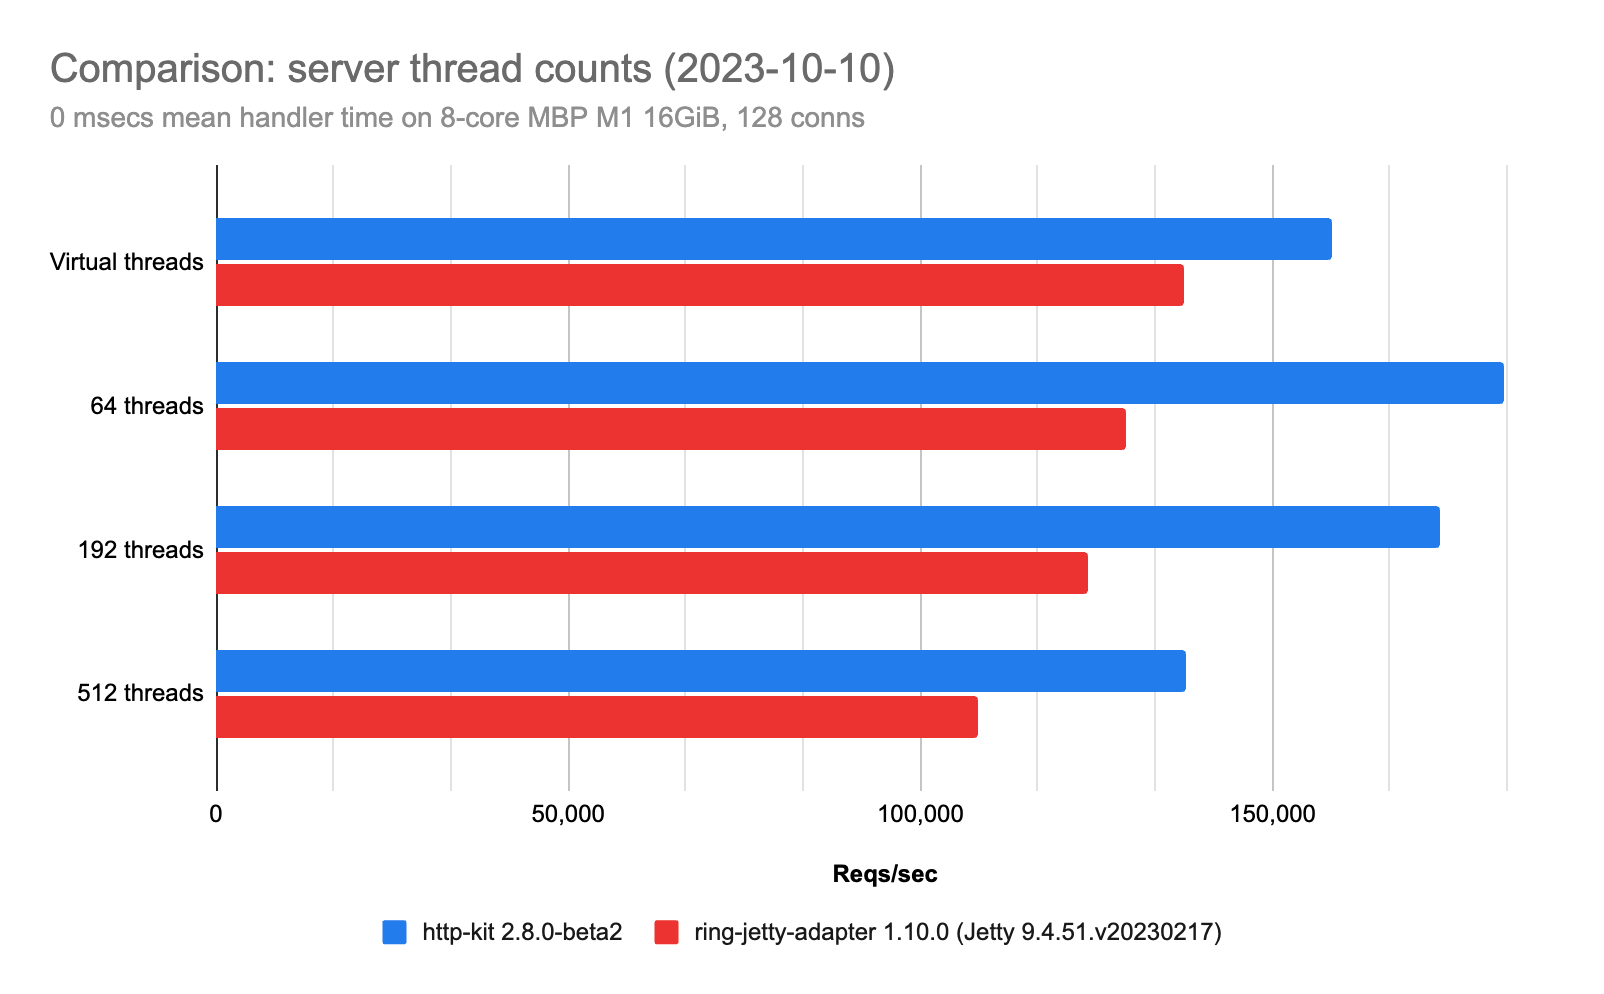 Comparison: server thread counts (2023-10-10)
0 msecs mean handler time on 8-core MBP M1 16GiB, 128 conns
Virtual threads
64 threads
192 threads
512 threads
0 50,000 100,000 150,000
Reqs/sec
http-kit 2.8.0-beta2 ring-jetty-adapter 1.10.0 (Jetty 9.4.51.v20230217)